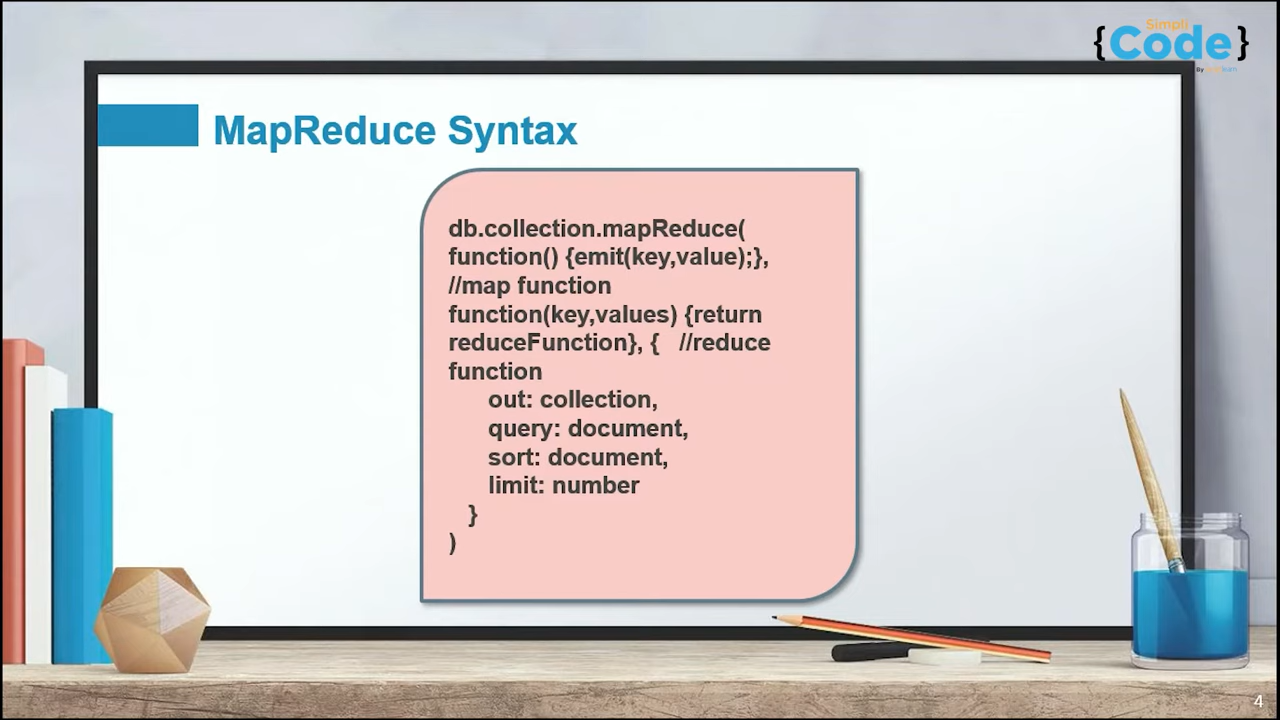 Simpli
{Code}
By
MapReduce Syntax
db.collection.mapReduce(
function() {emit(key,value);},
//map function
function(key,values) {return
reduceFunction}, {   //reduce
function
out: collection,
query: document,
sort: document,
limit: number
}
)
4